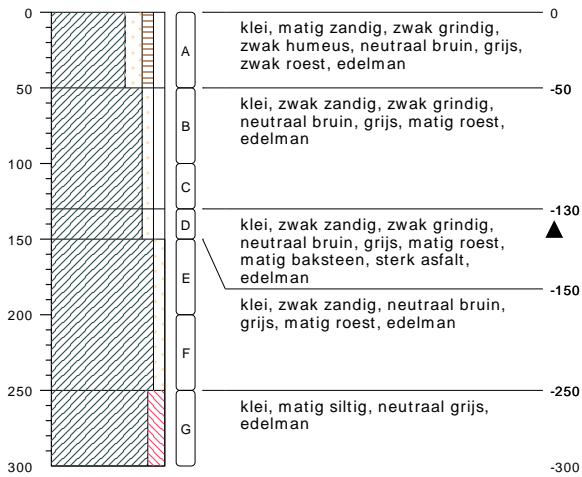 0
50
100
150
200
250
300
A
B
C
D
E
F
G
klei, matig zandig, zwak grindig,
zwak humeus, neutraal bruin, grijs,
zwak roest, edelman
klei, zwak zandig, zwak grindig,
neutraal bruin, grijs, matig roest,
edelman
klei, zwak zandig, zwak grindig,
neutraal bruin, grijs, matig roest,
matig baksteen, sterk asfalt,
edelman
klei, zwak zandig, neutraal bruin,
grijs, matig roest, edelman
klei, matig siltig, neutraal grijs,
edelman
0
-50
-130
-150
-250
-300